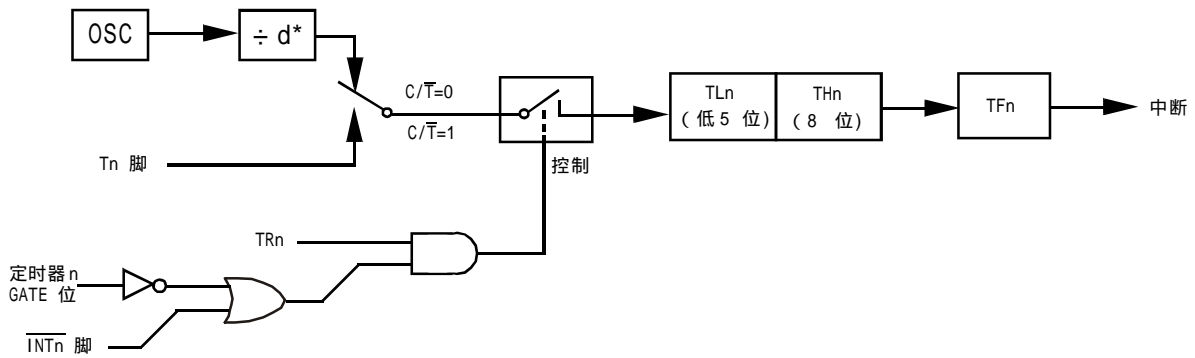 OSC
÷ d*
C/T̅=0
C/T̅=1
Tn 脚
控制
TLn
(低5 位)
THn
(8 位)
TFn
中断
TRn
定时器n
GATE 位
I̅N̅T̅n̅ 脚